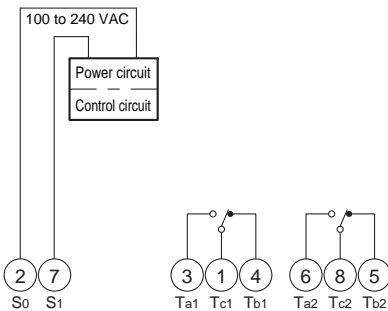 100 to 240 VAC
Power circuit
Control circuit
2 7 3 1 4 6 8 5
S0 S1 Ta1 Tc1 Tb1 Ta2 Tc2 Tb2